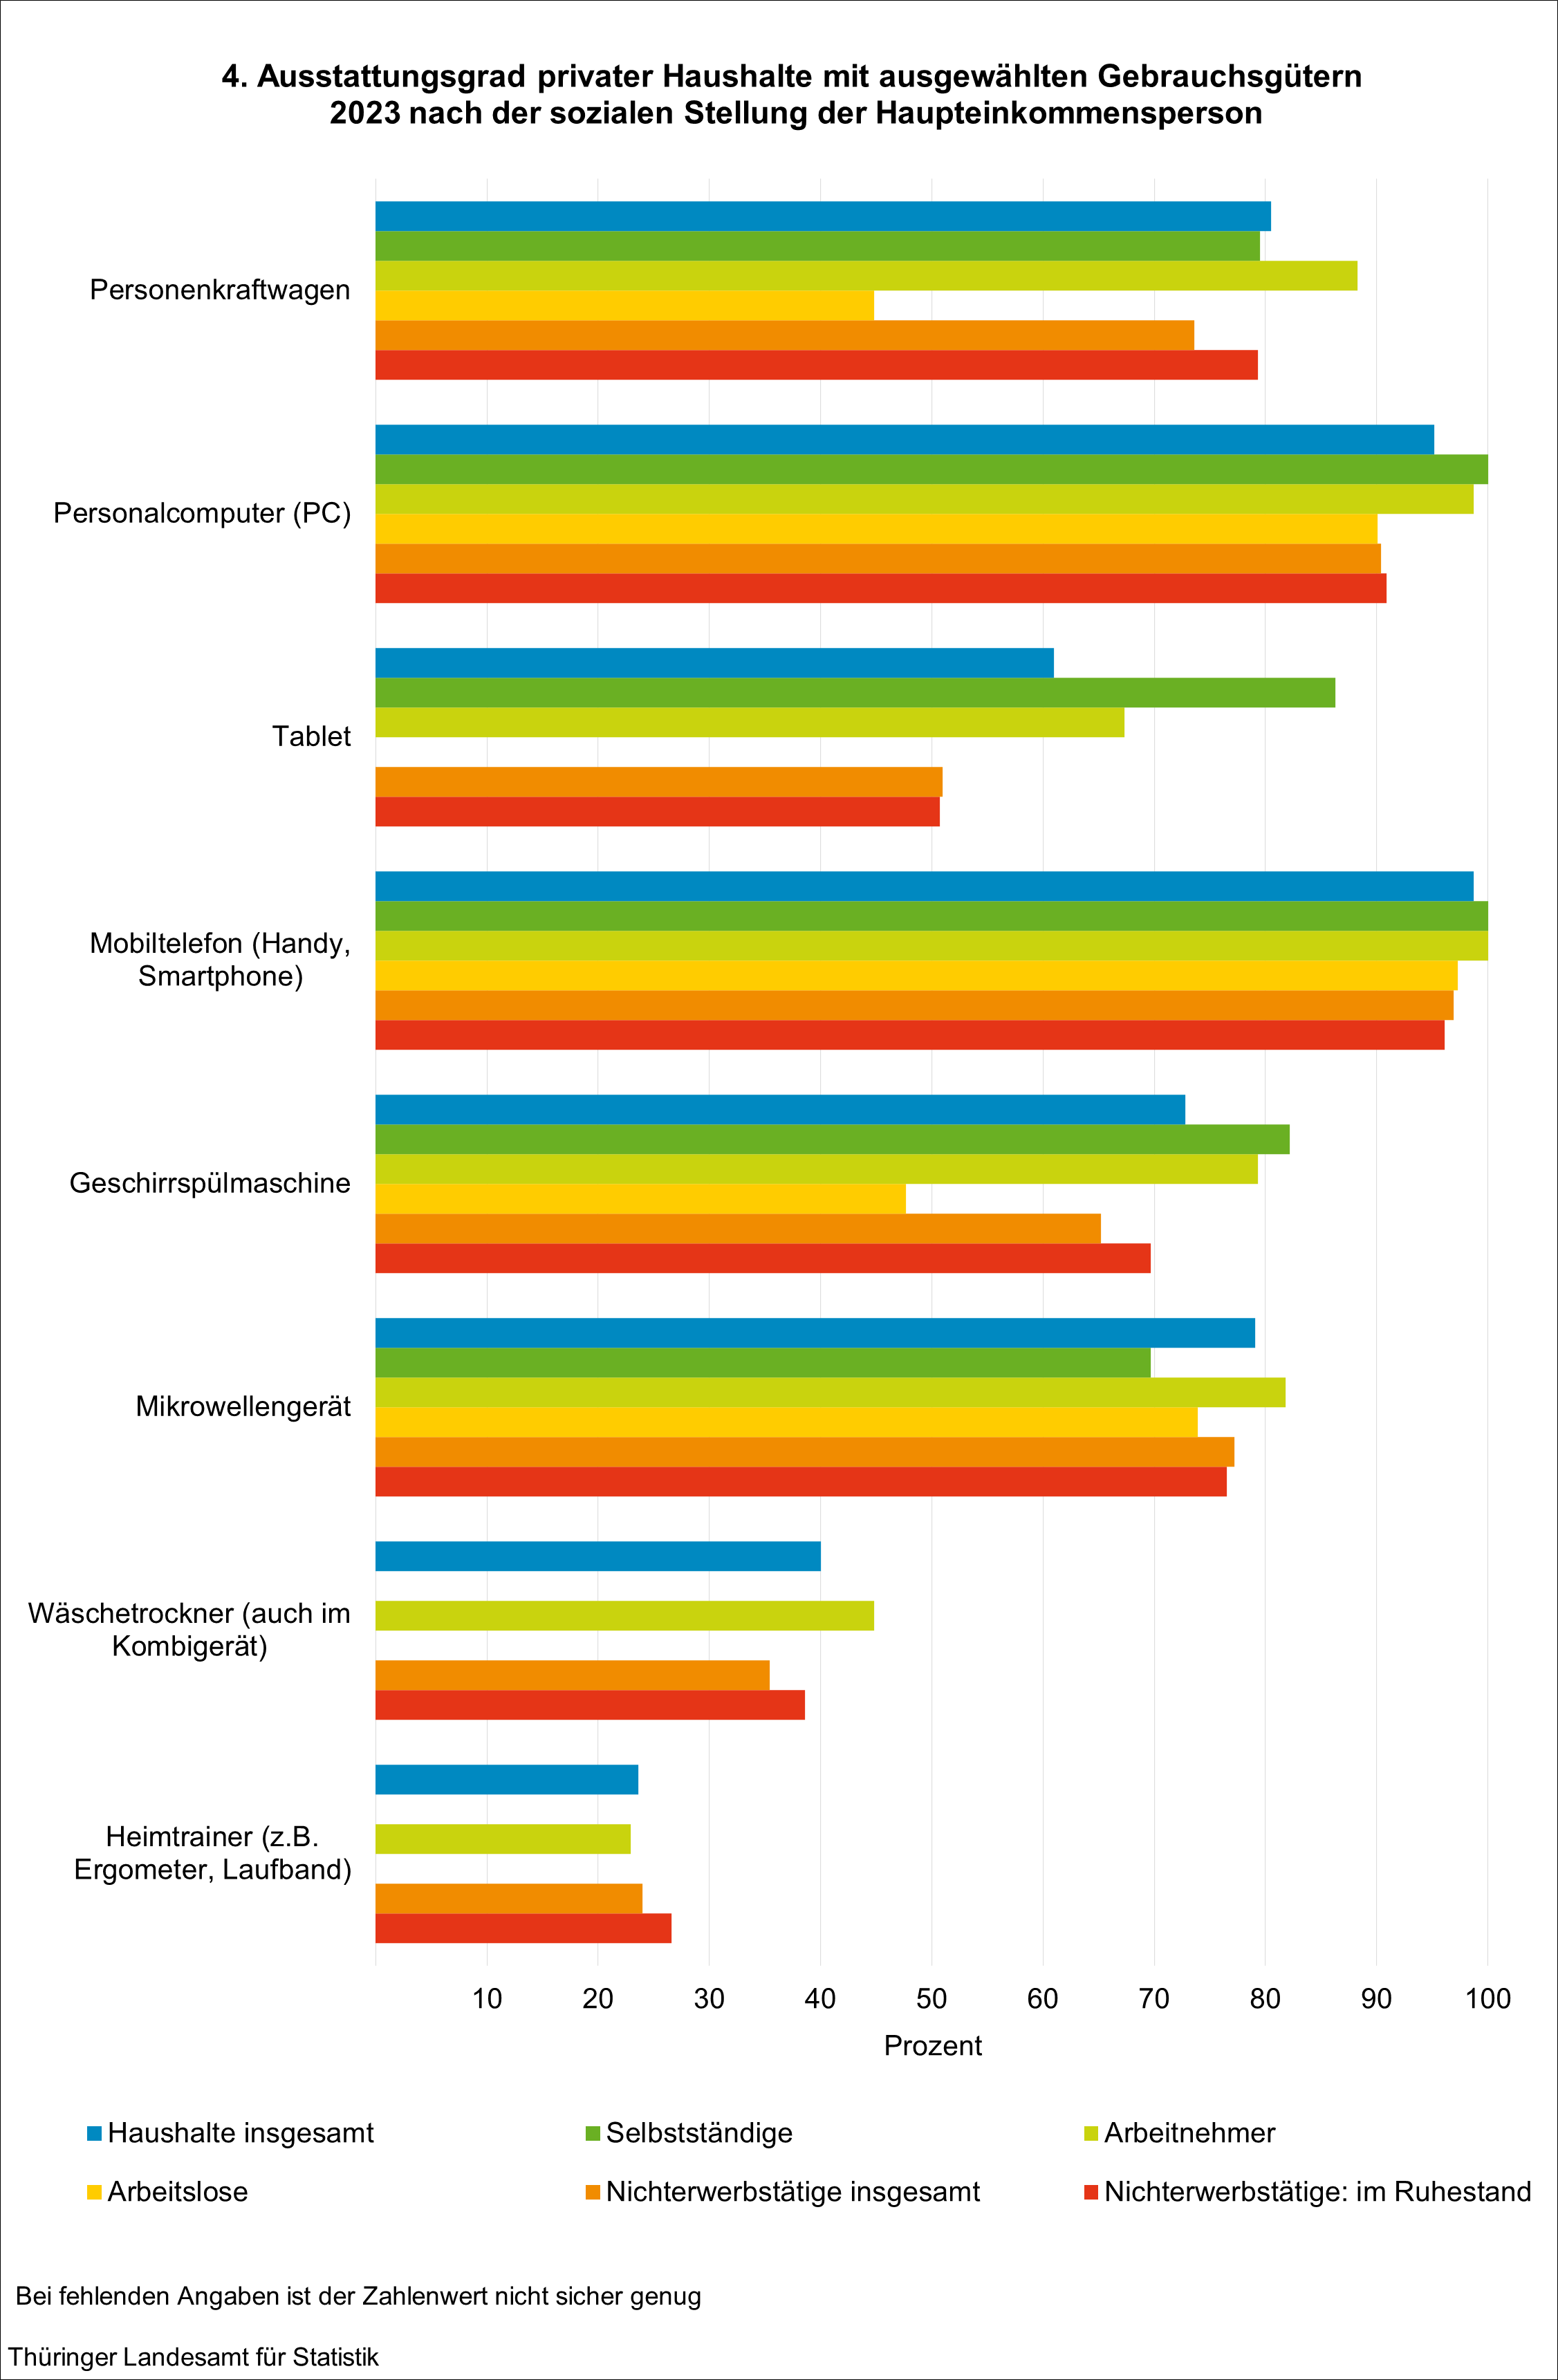 4. Ausstattungsgrad privater Haushalte mit ausgewählten Gebrauchsgütern
2023 nach der sozialen Stellung der Haupteinkommensperson
Personenkraftwagen
Personalcomputer (PC)
Tablet
Mobiltelefon (Handy,
Smartphone)
Geschirrspülmaschine
Mikrowellengerät
Wäschetrockner (auch im
Kombigerät)
Heimtrainer (z.B.
Ergometer, Laufband)
10 20 30 40 50 60 70 80 90 100
Prozent
Haushalte insgesamt Selbstständige Arbeitnehmer
Arbeitslose Nichterwerbstätige insgesamt Nichterwerbstätige: im Ruhestand
Bei fehlenden Angaben ist der Zahlenwert nicht sicher genug
Thüringer Landesamt für Statistik